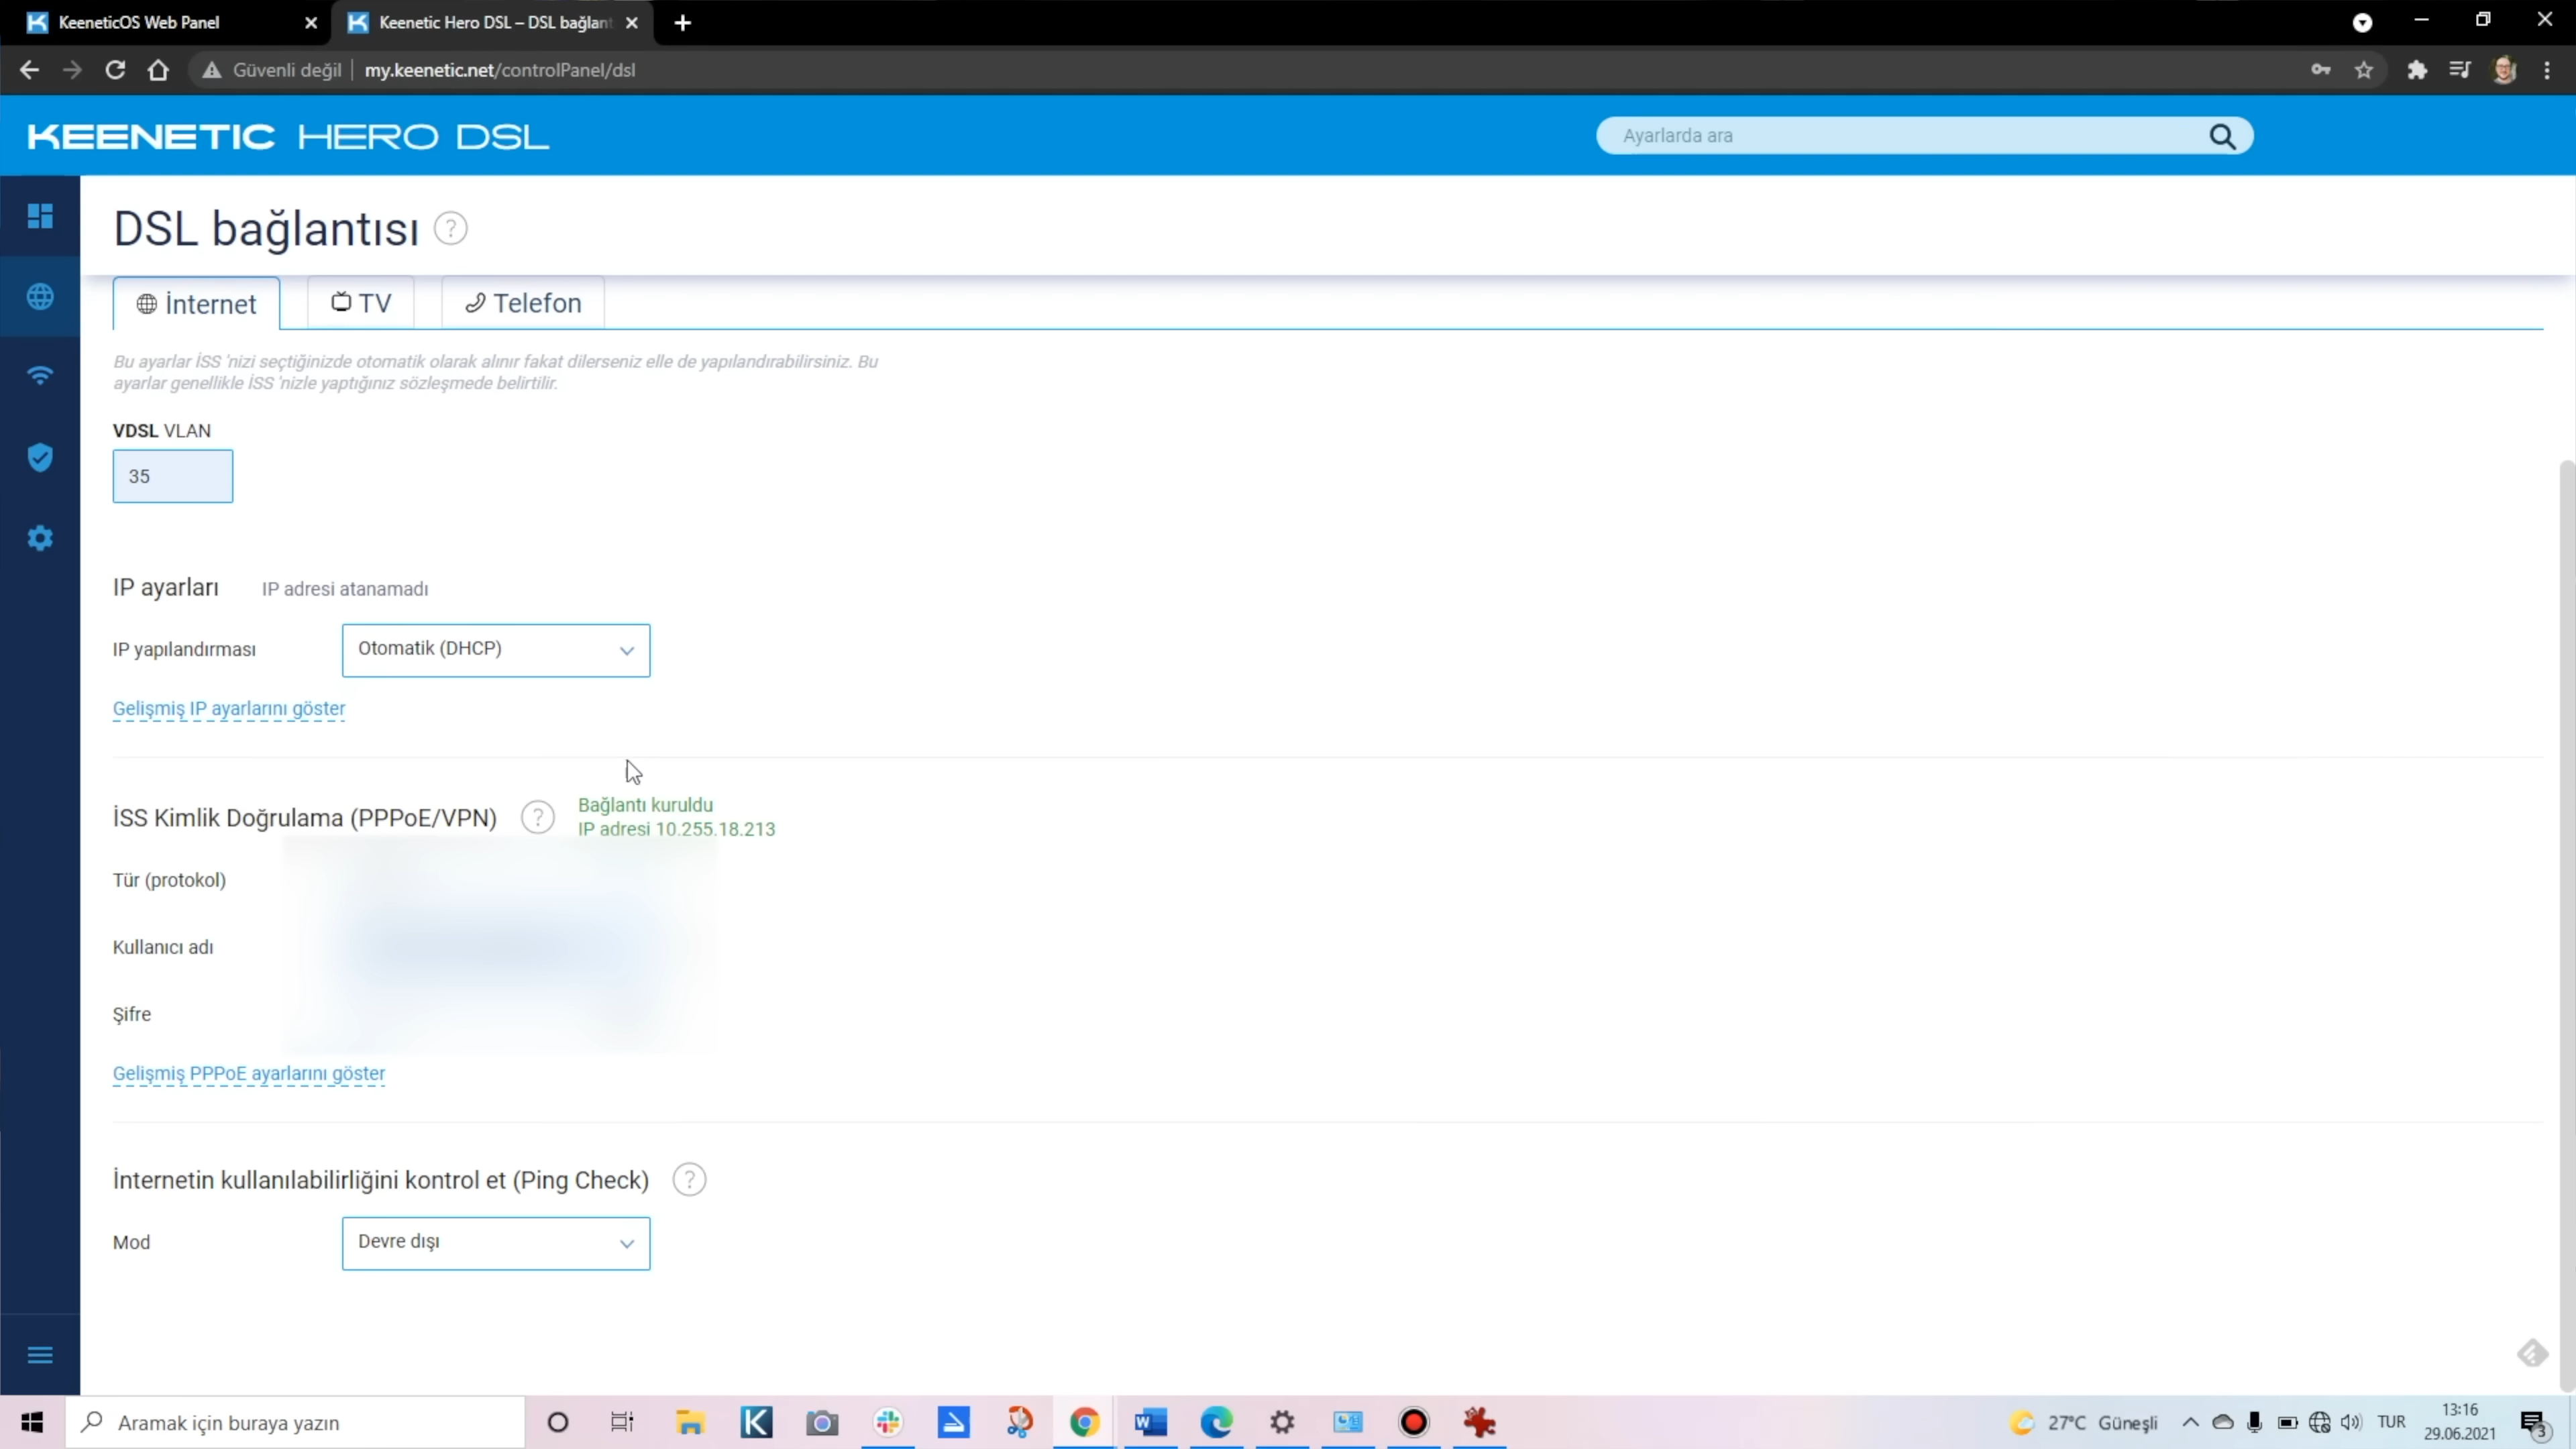 KeeneticOS Web Panel
Keenetic Hero DSL – DSL bağlant
Güvenli değil
my.keenetic.net/controlPanel/dsl
KEENETIC HERO DSL
Ayarlarda ara
DSL bağlantısı ?
İnternet
TV
Telefon
Bu ayarlar İSS 'nizi seçtiğinizde otomatik olarak alınır fakat dilerseniz elle de yapılandırabilirsiniz. Bu
ayarlar genellikle İSS 'nizle yaptığınız sözleşmede belirtilir.
VDSL VLAN
35
IP ayarları IP adresi atanamadı
IP yapılandırması Otomatik (DHCP)
Gelişmiş IP ayarlarını göster
İSS Kimlik Doğrulama (PPPoE/VPN) ?
Bağlantı kuruldu
IP adresi 10.255.18.213
Tür (protokol)
Kullanıcı adı
Şifre
Gelişmiş PPPoE ayarlarını göster
İnternetin kullanılabilirliğini kontrol et (Ping Check) ?
Mod Devre dışı
Aramak için buraya yazın
27°C Güneşli
TUR
13:16
29.06.2021
3